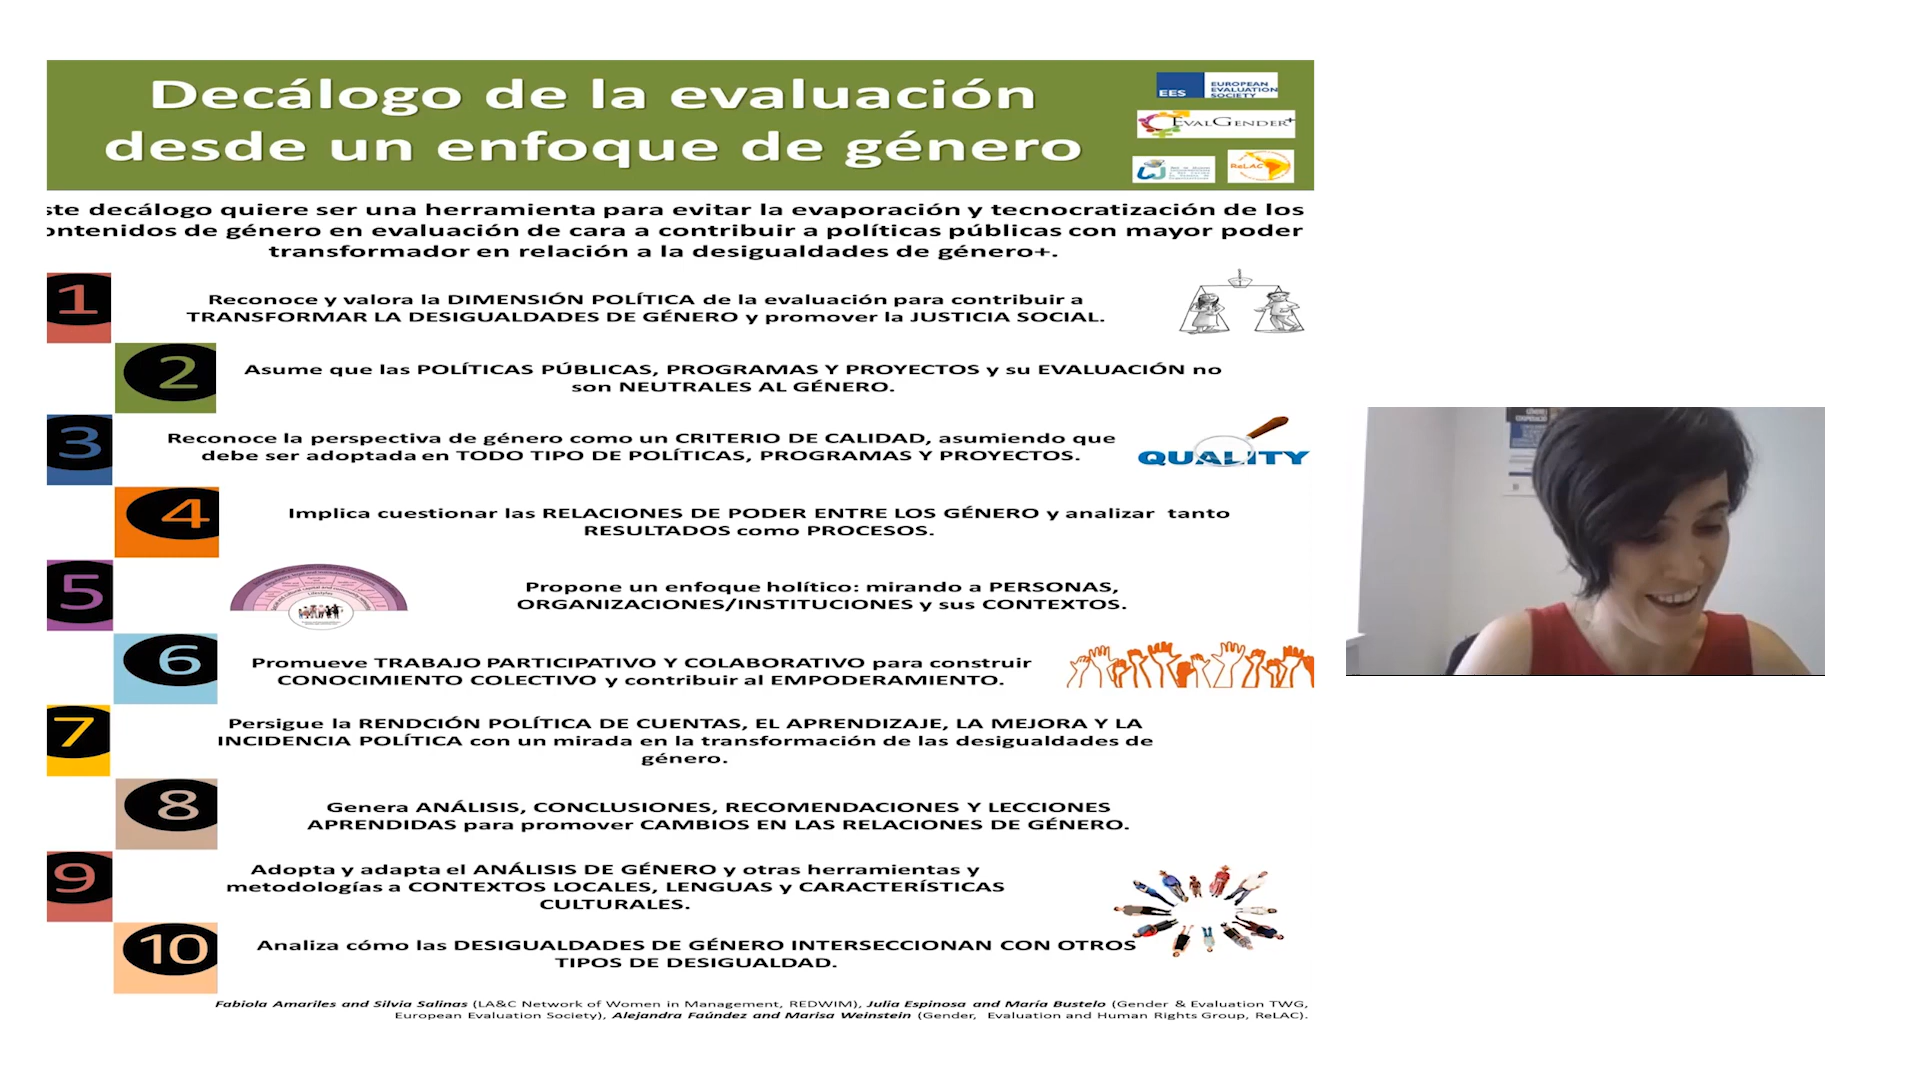 Decálogo de la evaluación
desde un enfoque de género
EES EUROPEAN
EVALUATION
SOCIETY
EVALGENDER+
ReLAC
ste decálogo quiere ser una herramienta para evitar la evaporación y tecnocratización de los
ontenidos de género en evaluación de cara a contribuir a políticas públicas con mayor poder
transformador en relación a la desigualdades de género+.
1
Reconoce y valora la DIMENSIÓN POLÍTICA de la evaluación para contribuir a
TRANSFORMAR LA DESIGUALDADES DE GÉNERO y promover la JUSTICIA SOCIAL.
2
Asume que las POLÍTICAS PÚBLICAS, PROGRAMAS Y PROYECTOS y su EVALUACIÓN no
son NEUTRALES AL GÉNERO.
3
Reconoce la perspectiva de género como un CRITERIO DE CALIDAD, asumiendo que
debe ser adoptada en TODO TIPO DE POLÍTICAS, PROGRAMAS Y PROYECTOS.
QUALITY
4
Implica cuestionar las RELACIONES DE PODER ENTRE LOS GÉNERO y analizar tanto
RESULTADOS como PROCESOS.
5
Propone un enfoque holítico: mirando a PERSONAS,
ORGANIZACIONES/INSTITUCIONES y sus CONTEXTOS.
6
Promueve TRABAJO PARTICIPATIVO Y COLABORATIVO para construir
CONOCIMIENTO COLECTIVO y contribuir al EMPODERAMIENTO.
7
Persigue la RENDCIÓN POLÍTICA DE CUENTAS, EL APRENDIZAJE, LA MEJORA Y LA
INCIDENCIA POLÍTICA con un mirada en la transformación de las desigualdades de
género.
8
Genera ANÁLISIS, CONCLUSIONES, RECOMENDACIONES Y LECCIONES
APRENDIDAS para promover CAMBIOS EN LAS RELACIONES DE GÉNERO.
9
Adopta y adapta el ANÁLISIS DE GÉNERO y otras herramientas y
metodologías a CONTEXTOS LOCALES, LENGUAS y CARACTERÍSTICAS
CULTURALES.
10
Analiza cómo las DESIGUALDADES DE GÉNERO INTERSECCIONAN CON OTROS
TIPOS DE DESIGUALDAD.
Fabiola Amariles and Silvia Salinas (LA&C Network of Women in Management, REDWIM), Julia Espinosa and María Bustelo (Gender & Evaluation TWG,
European Evaluation Society), Alejandra Faúndez and Marisa Weinstein (Gender, Evaluation and Human Rights Group, ReLAC).